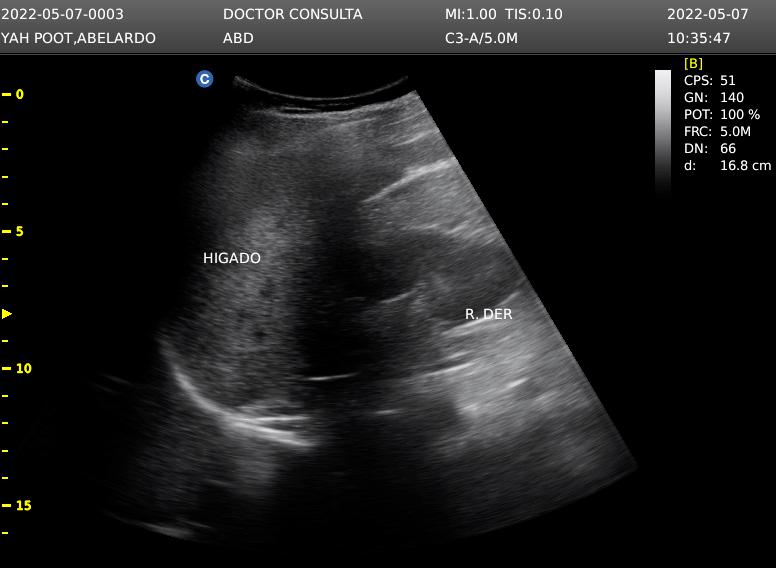 2022-05-07-0003 DOCTOR CONSULTA MI:1.00 TIS:0.10 2022-05-07
YAH POOT,ABELARDO ABD C3-A/5.0M 10:35:47
C
[B]
CPS: 51
GN: 140
POT: 100 %
FRC: 5.0M
DN: 66
d: 16.8 cm
0
5
HIGADO
R. DER
10
15